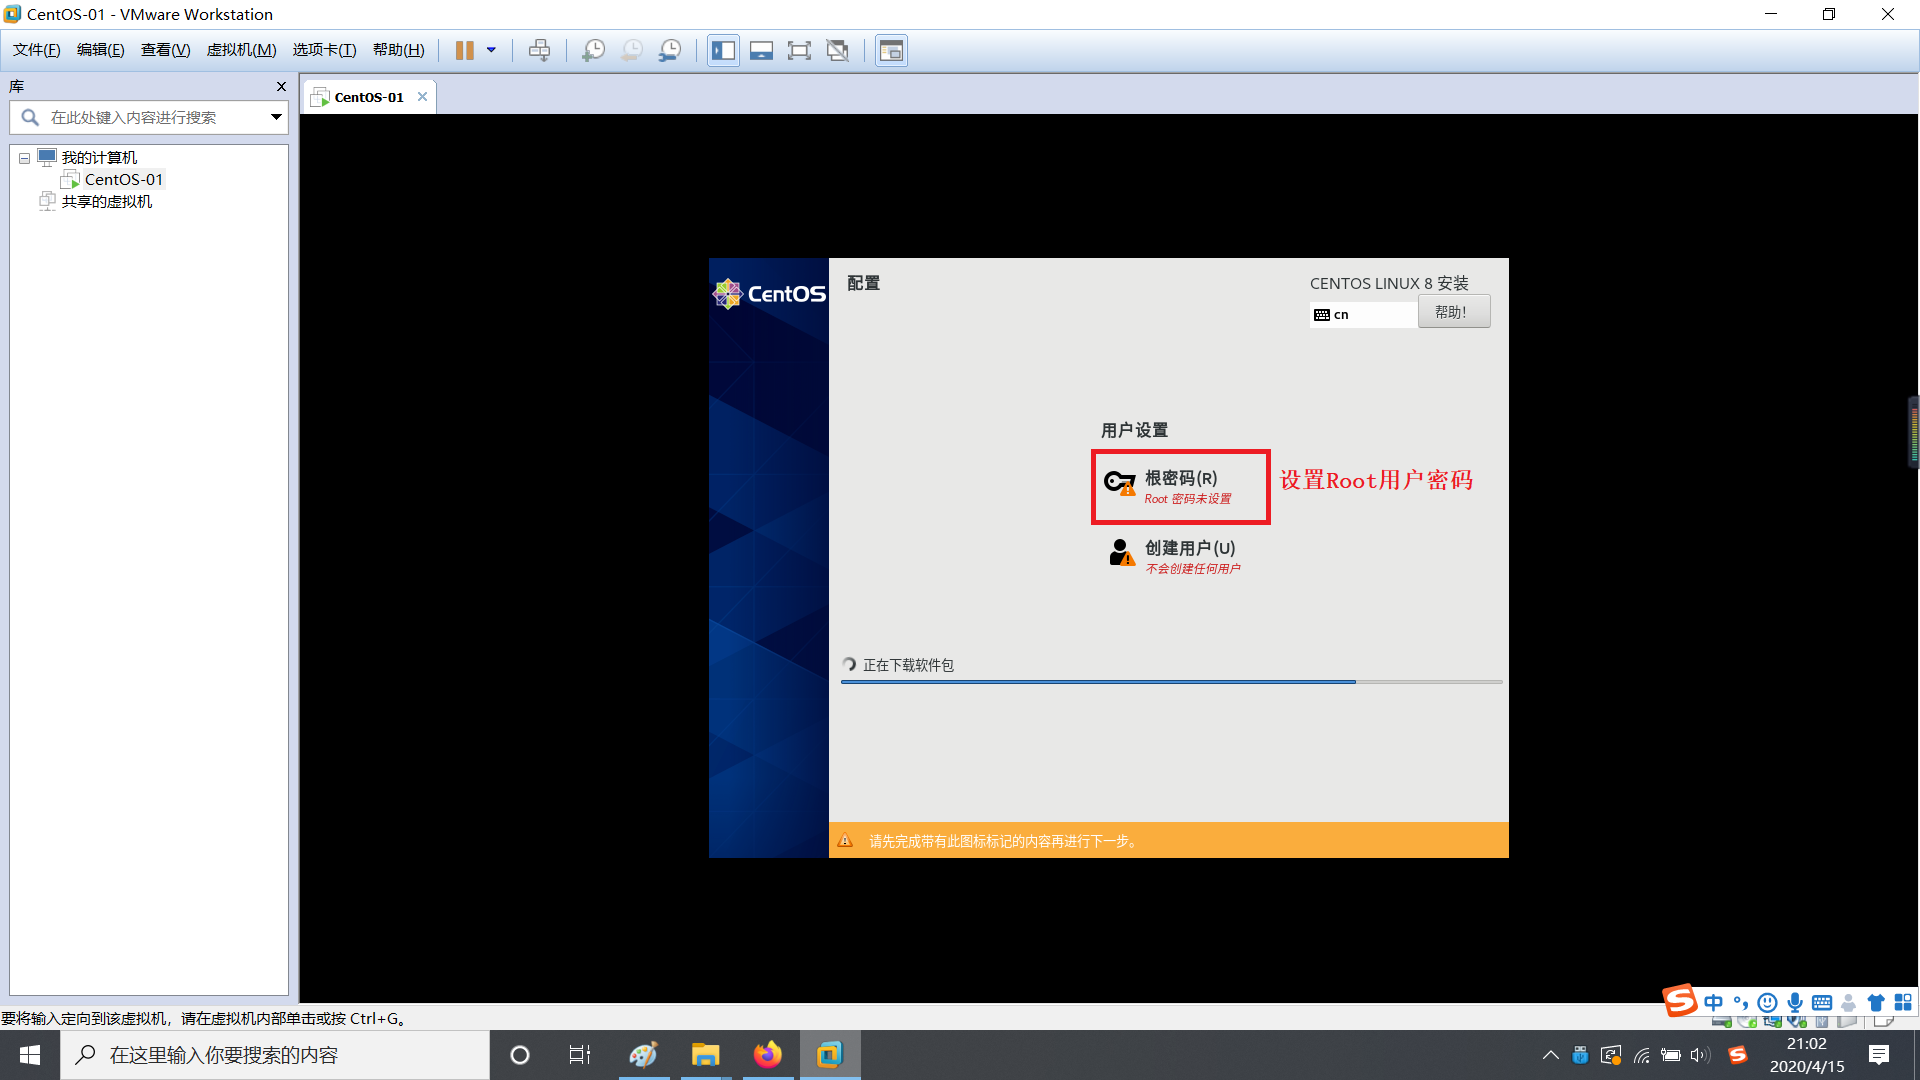 CentOS-01 - VMware Workstation
文件(F) 编辑(E) 查看(V) 虚拟机(M) 选项卡(T) 帮助(H)
库
在此处键入内容进行搜索
我的计算机
CentOS-01
共享的虚拟机
CentOS-01
CentOS
配置
CENTOS LINUX 8 安装
cn
帮助!
用户设置
根密码(R)
Root 密码未设置
设置Root用户密码
创建用户(U)
不会创建任何用户
正在下载软件包
请先完成带有此图标标记的内容再进行下一步。
中
要将输入定向到该虚拟机，请在虚拟机内部单击或按 Ctrl+G。
在这里输入你要搜索的内容
21:02
2020/4/15